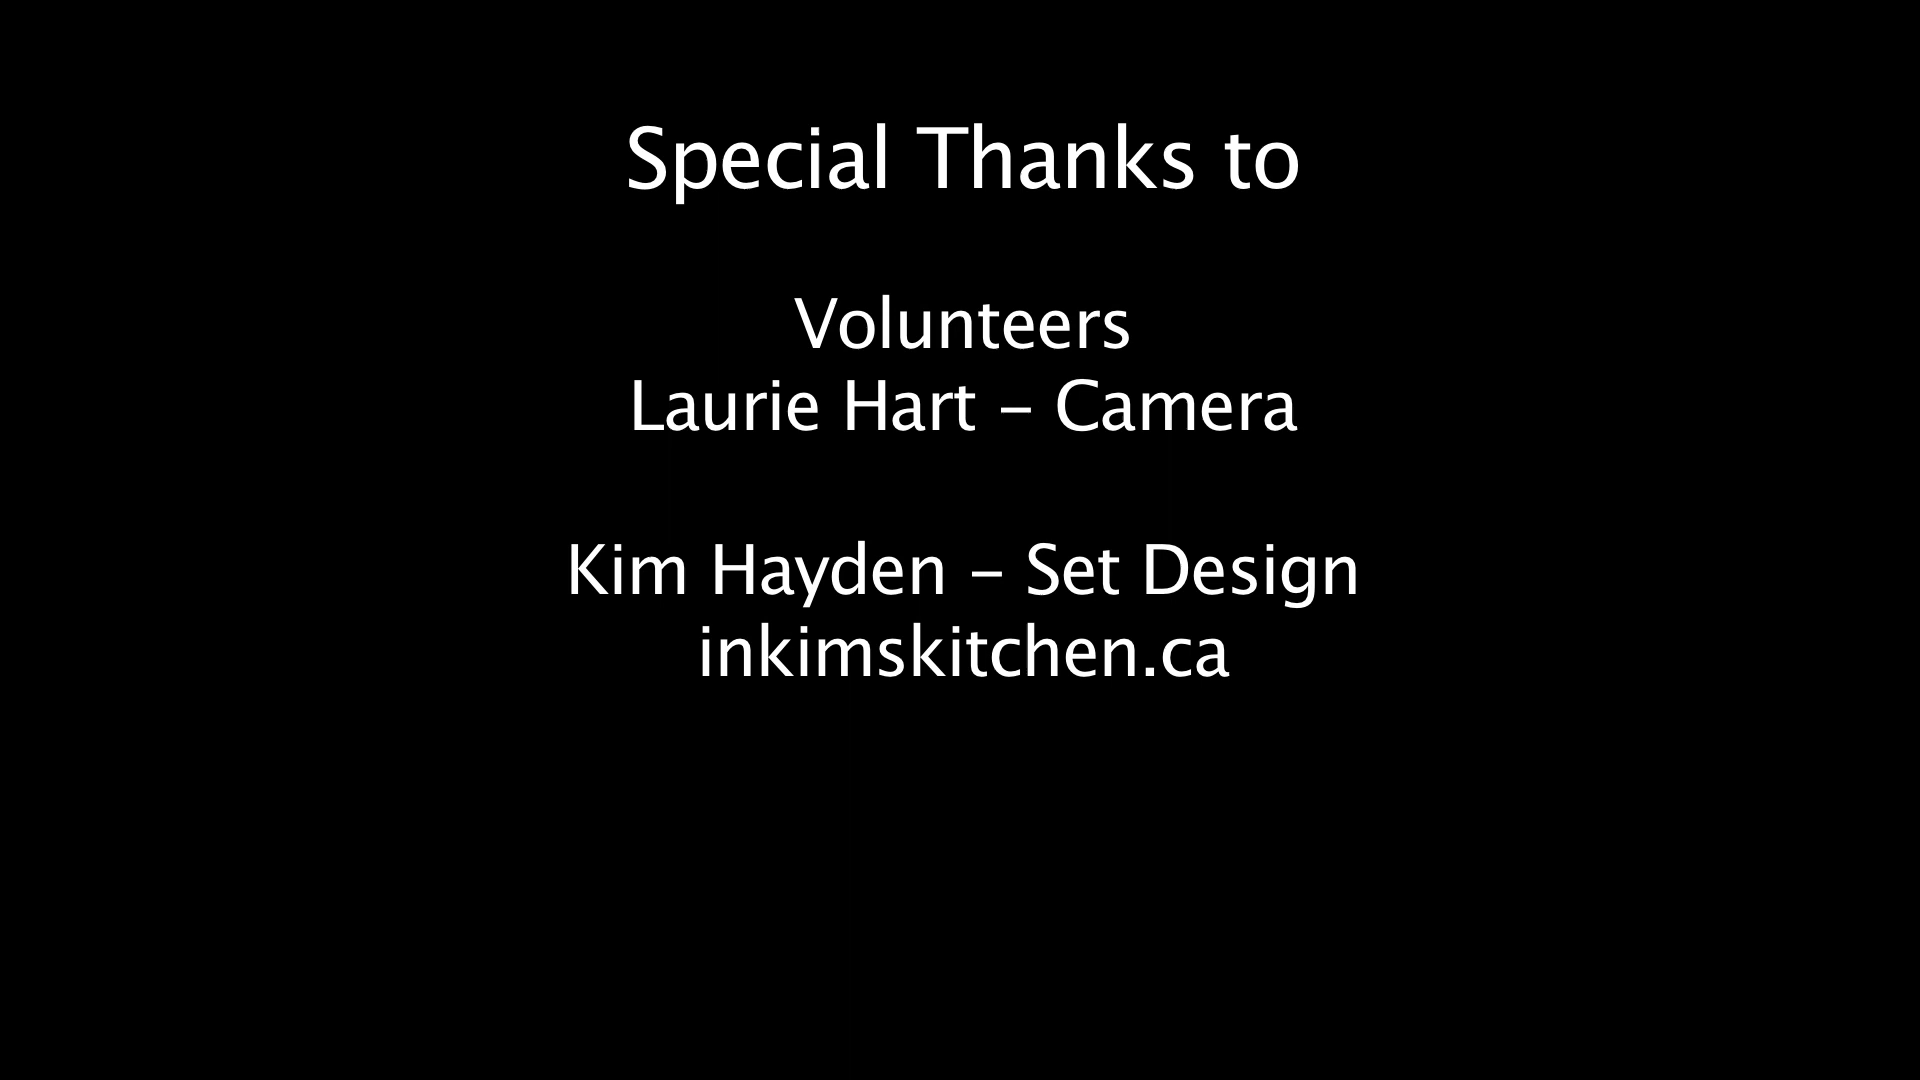 Special Thanks to
Volunteers
Laurie Hart - Camera
Kim Hayden - Set Design
inkimskitchen.ca